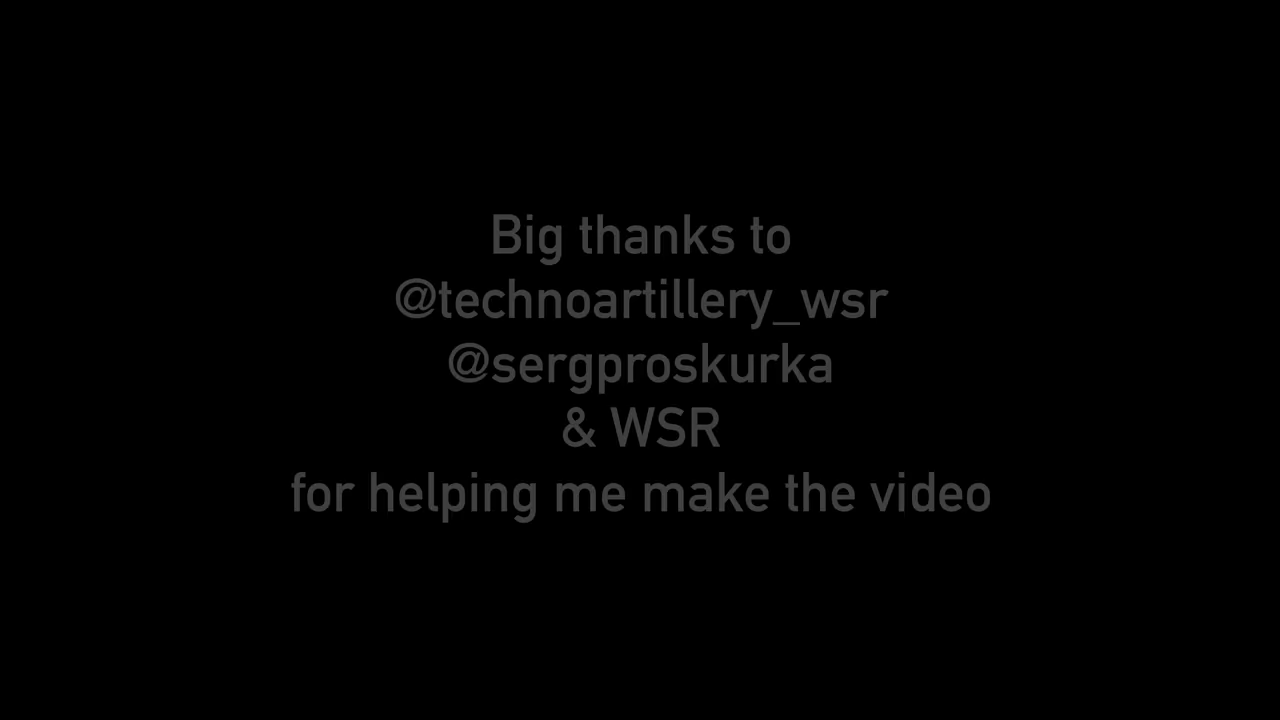 Big thanks to
@technoartillery_wsr
@sergproskurka
& WSR
for helping me make the video